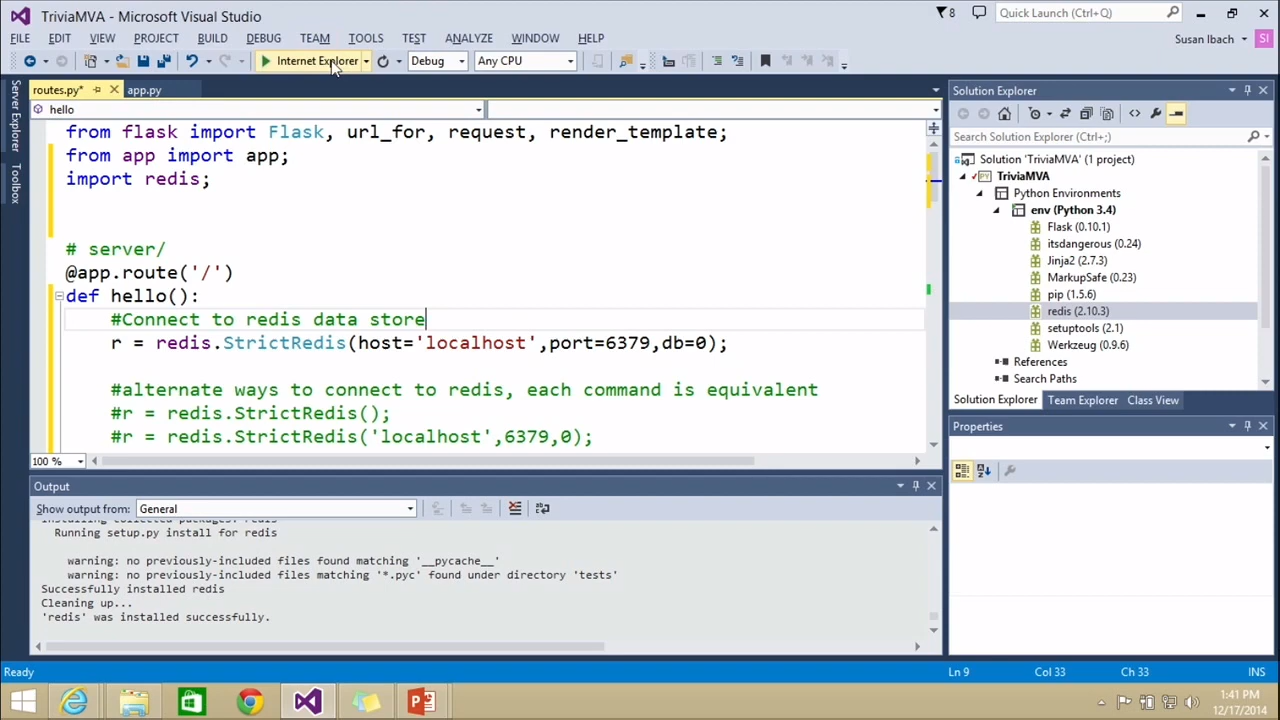 TriviaMVA - Microsoft Visual Studio
8
Quick Launch (Ctrl+Q)
FILE EDIT VIEW PROJECT BUILD DEBUG TEAM TOOLS TEST ANALYZE WINDOW HELP
Susan Ibach
SI
Internet Explorer
Debug
Any CPU
Server Explorer
Toolbox
routes.py*
app.py
hello
from flask import Flask, url_for, request, render_template;
from app import app;
import redis;
# server/
@app.route('/')
def hello():
#Connect to redis data store
r = redis.StrictRedis(host='localhost',port=6379,db=0);
#alternate ways to connect to redis, each command is equivalent
#r = redis.StrictRedis();
#r = redis.StrictRedis('localhost',6379,0);
100 %
Output
Show output from: General
Installing collected packages: redis
Running setup.py install for redis
warning: no previously-included files found matching '__pycache__'
warning: no previously-included files matching '*.pyc' found under directory 'tests'
Successfully installed redis
Cleaning up...
'redis' was installed successfully.
Solution Explorer
Search Solution Explorer (Ctrl+;)
Solution 'TriviaMVA' (1 project)
TriviaMVA
Python Environments
env (Python 3.4)
Flask (0.10.1)
itsdangerous (0.24)
Jinja2 (2.7.3)
MarkupSafe (0.23)
pip (1.5.6)
redis (2.10.3)
setuptools (2.1)
Werkzeug (0.9.6)
References
Search Paths
Solution Explorer Team Explorer Class View
Properties
Ready
Ln 9
Col 33
Ch 33
INS
1:41 PM
12/17/2014